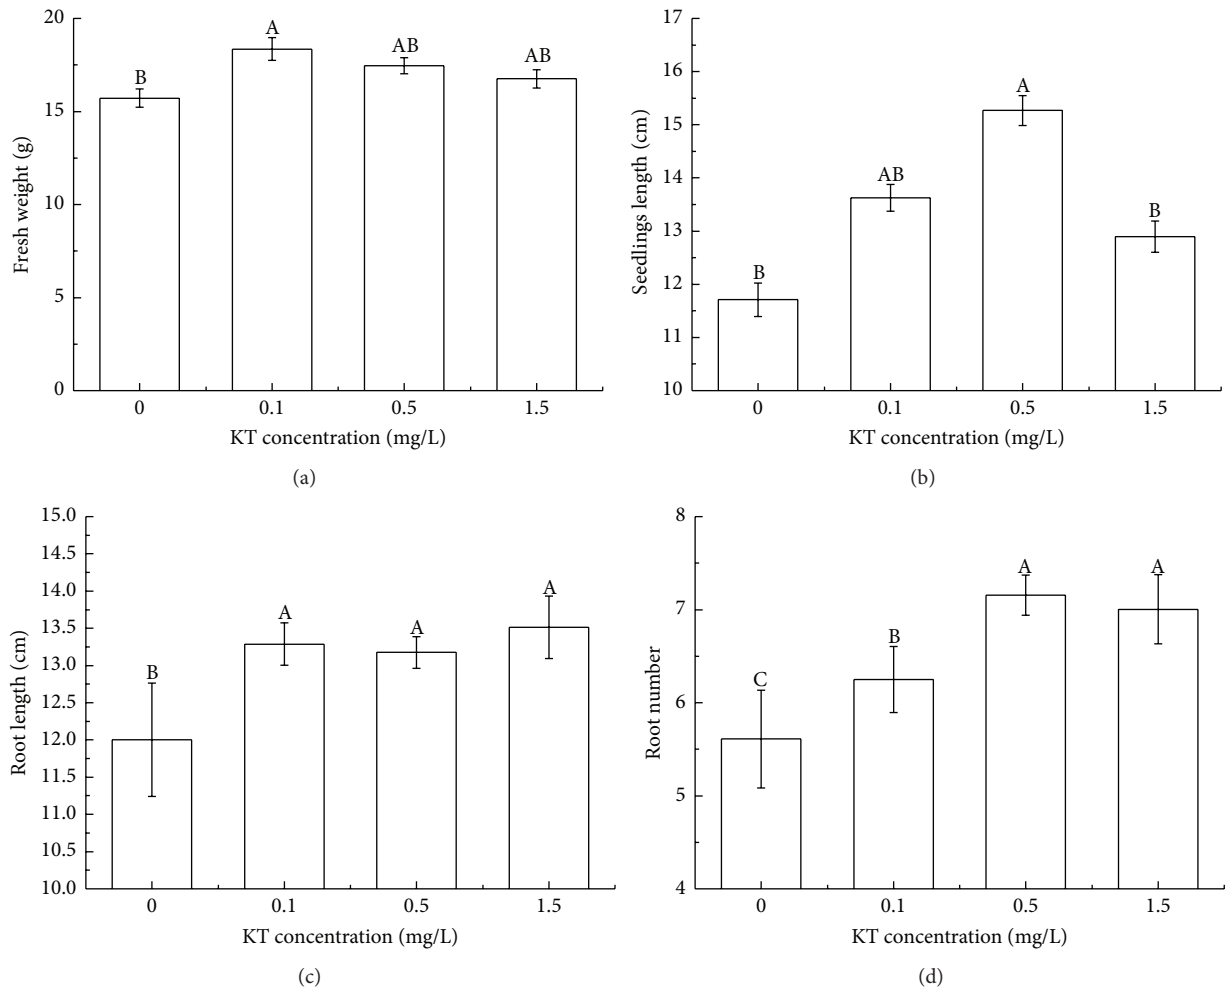 20
15
10
5
0
Fresh weight (g)
B
A
AB
AB
0
0.1
0.5
1.5
KT concentration (mg/L)
(a)
17
16
15
14
13
12
11
10
Seedlings length (cm)
B
AB
A
B
0
0.1
0.5
1.5
KT concentration (mg/L)
(b)
15.0
14.5
14.0
13.5
13.0
12.5
12.0
11.5
11.0
10.5
10.0
Root length (cm)
B
A
A
A
0
0.1
0.5
1.5
KT concentration (mg/L)
(c)
8
7
6
5
4
Root number
C
B
A
A
0
0.1
0.5
1.5
KT concentration (mg/L)
(d)